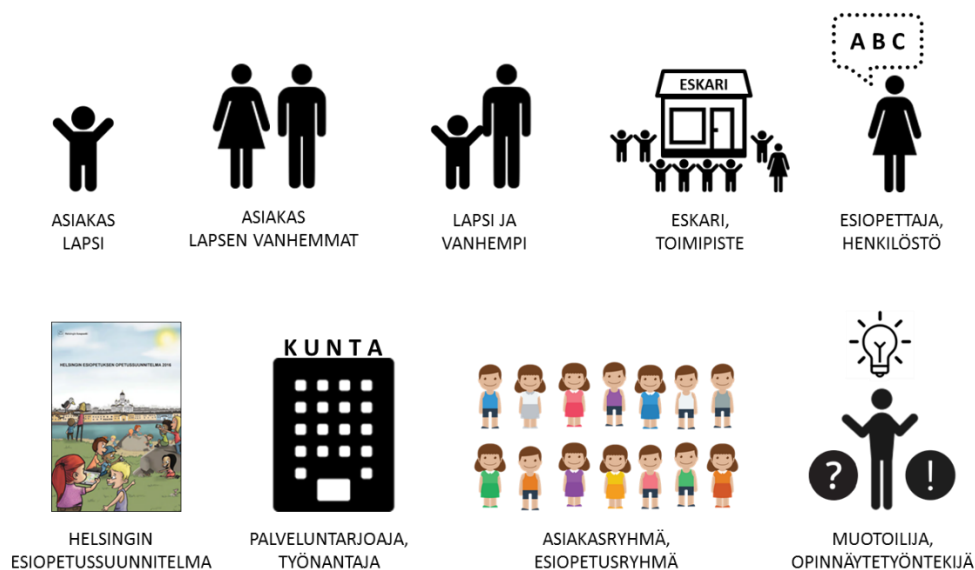 A B C
ESKARI
ASIAKAS
LAPSI
ASIAKAS
LAPSEN VANHEMMAT
LAPSI JA
VANHEMPI
ESKARI,
TOIMIPISTE
ESIOPETTAJA,
HENKILÖSTÖ
HELSINGIN ESIOPETUKSEN OPETUSSUUNNITELMA 2016
KUNTA
?
!
HELSINGIN
ESIOPETUSSUUNNITELMA
PALVELUNTARJOAJA,
TYÖNANTAJA
ASIAKASRYHMÄ,
ESIOPETUSRYHMÄ
MUOTOILIJA,
OPINNÄYTETYÖNTEKIJÄ